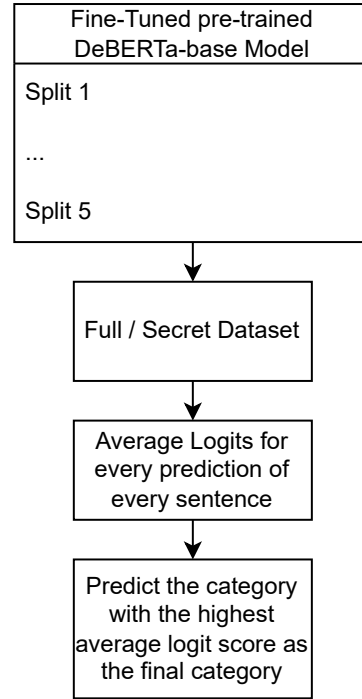 Fine-Tuned pre-trained
DeBERTa-base Model
Split 1
...
Split 5
Full / Secret Dataset
Average Logits for
every prediction of
every sentence
Predict the category
with the highest
average logit score as
the final category